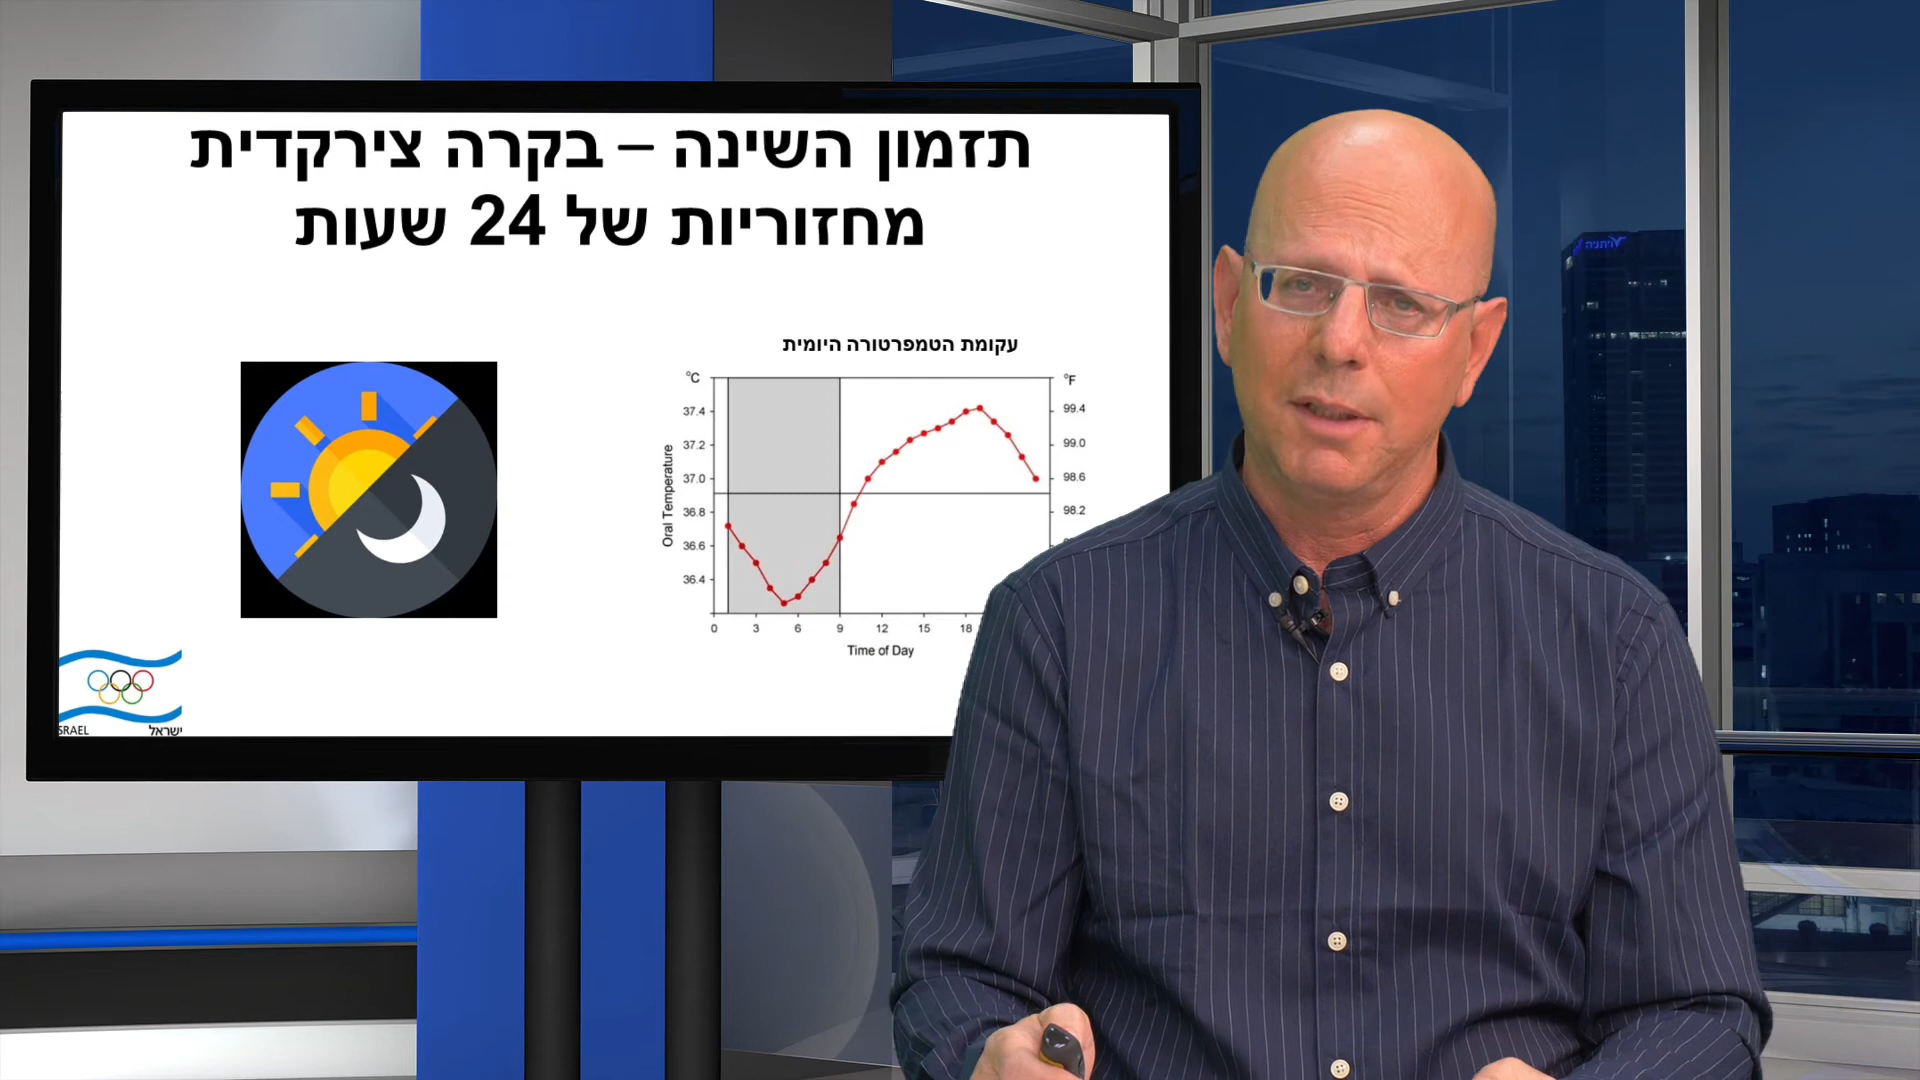 תזמון השינה – בקרה צירקדית
מחזוריות של 24 שעות
עקומת הטמפרטורה היומית
°C
°F
37.4
37.2
37.0
36.8
36.6
36.4
99.4
99.0
98.6
98.2
Oral Temperature
0 3 6 9 12 15 18
Time of Day
SRAEL ישראל
ויתניה